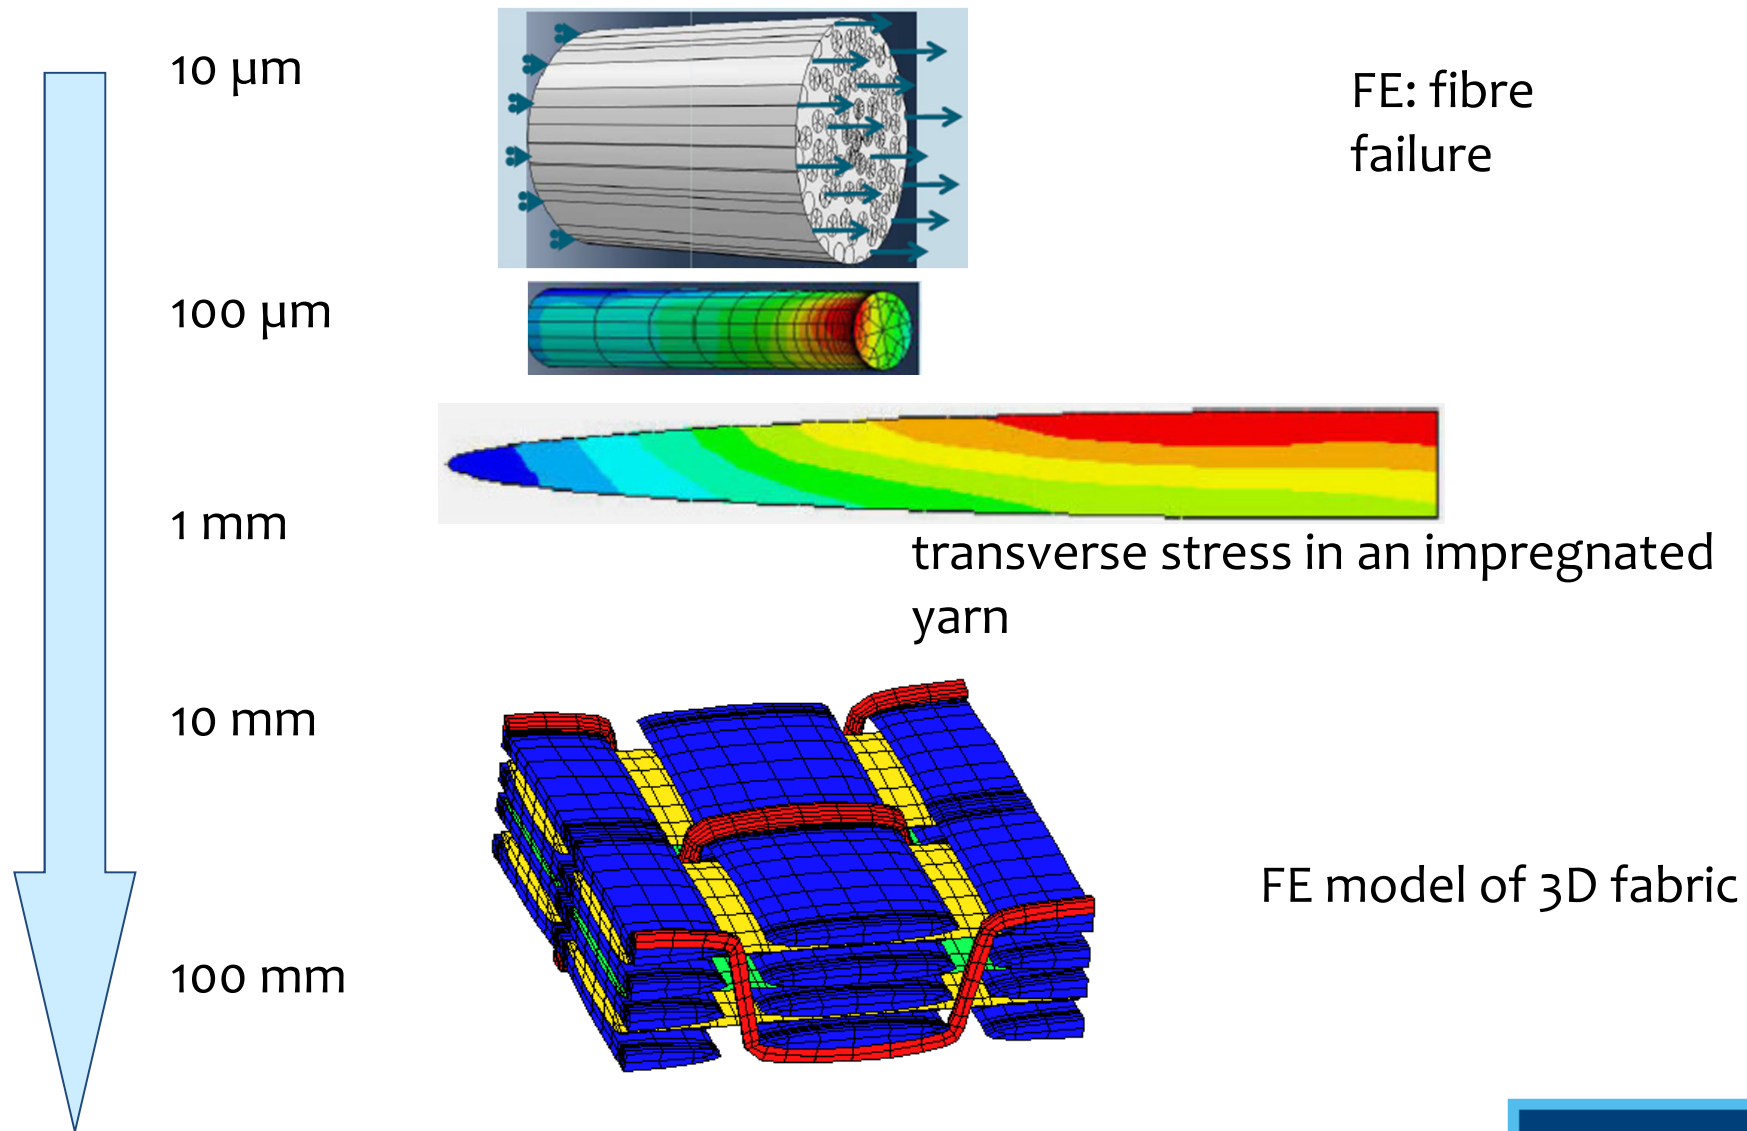 10 µm
FE: fibre
failure
100 µm
1 mm
transverse stress in an impregnated
yarn
10 mm
FE model of 3D fabric
100 mm